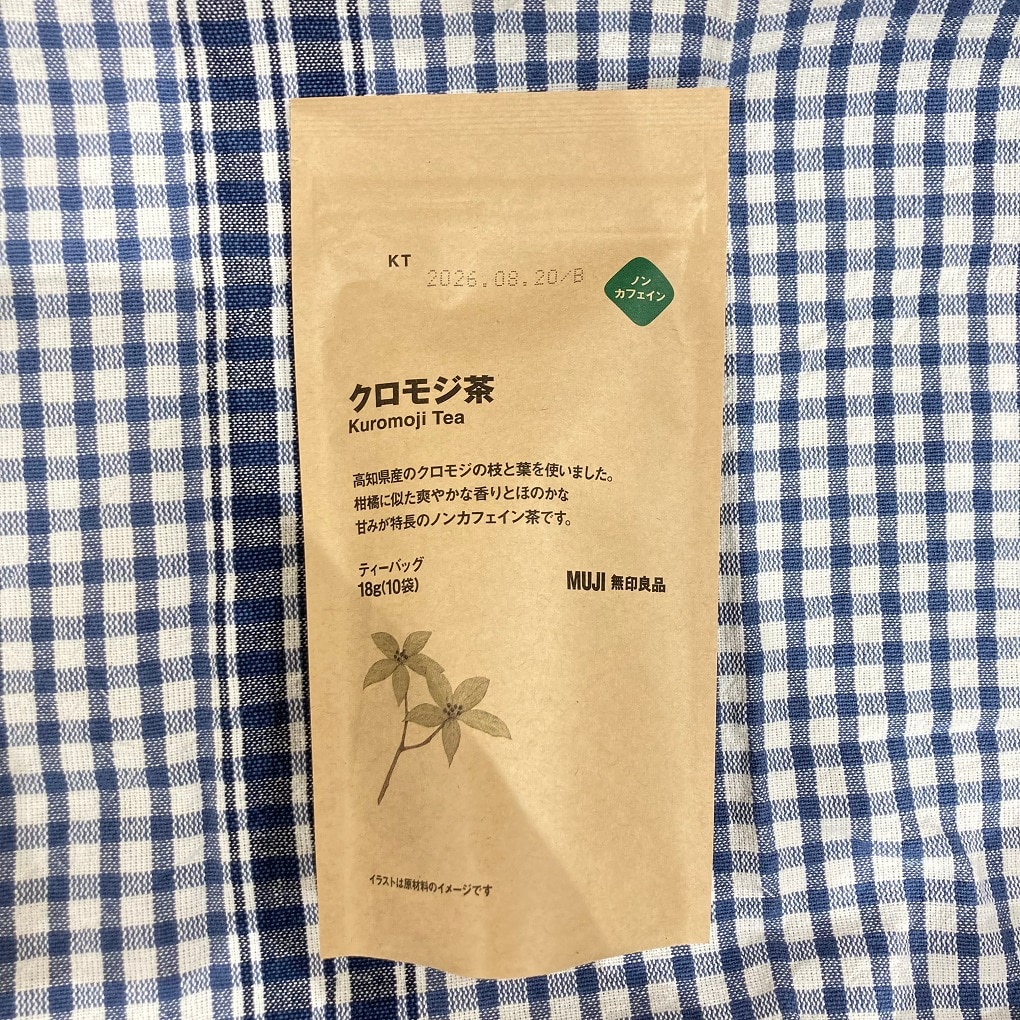 KT
2026.08.20/B
ノン
カフェイン
クロモジ茶
Kuromoji Tea
高知県産のクロモジの枝と葉を使いました。
柑橘に似た爽やかな香りとほのかな
甘みが特長のノンカフェイン茶です。
ティーバッグ
18g(10袋)
MUJI 無印良品
イラストは原材料のイメージです